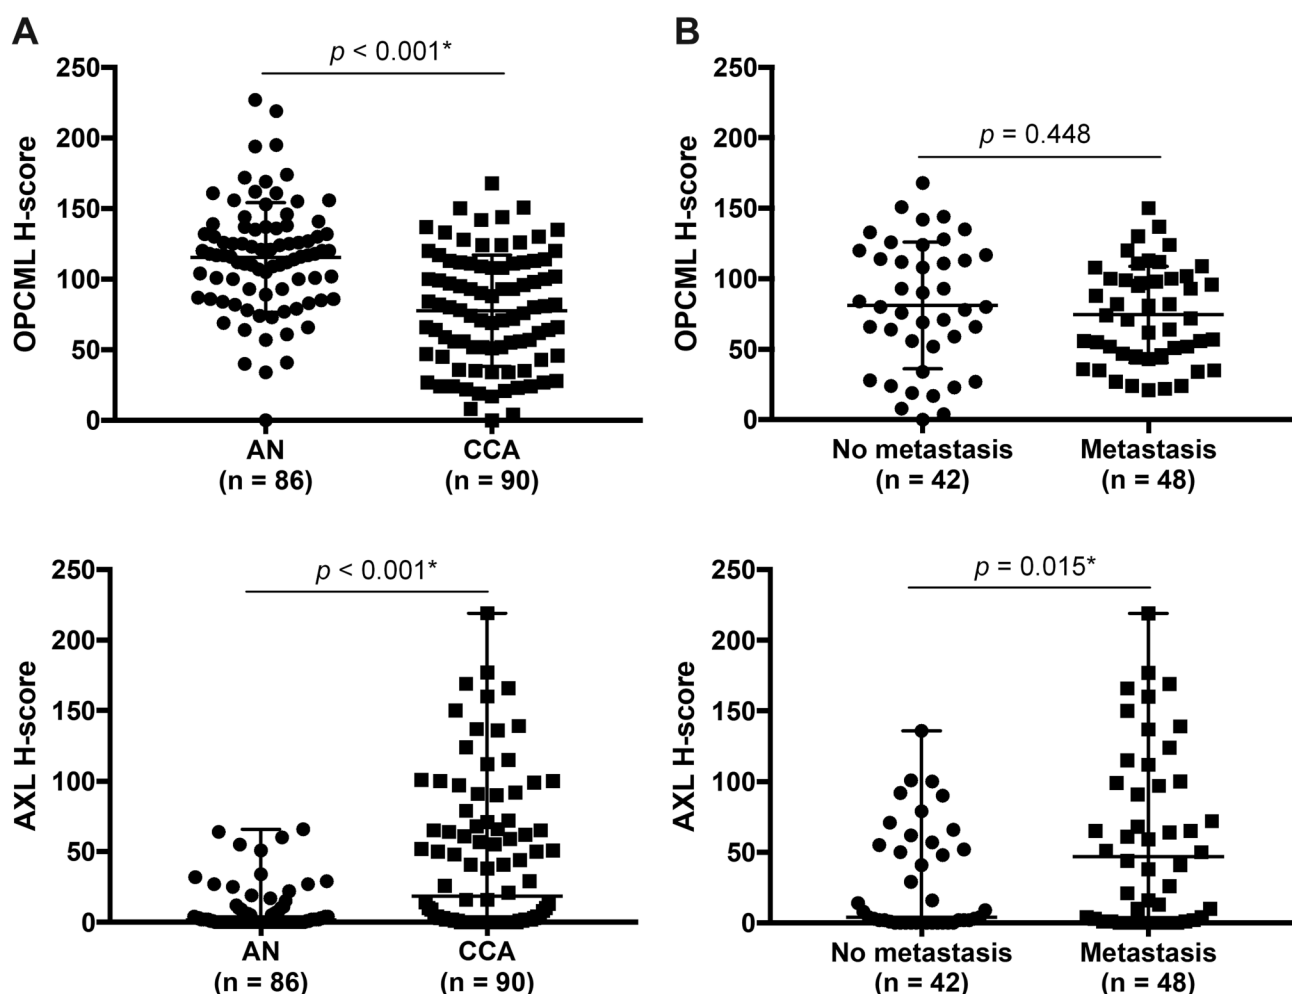 A
p < 0.001*
OPCML H-score
250
200
150
100
50
0
AN
(n = 86)
CCA
(n = 90)
B
p = 0.448
OPCML H-score
250
200
150
100
50
0
No metastasis
(n = 42)
Metastasis
(n = 48)
p < 0.001*
AXL H-score
250
200
150
100
50
0
AN
(n = 86)
CCA
(n = 90)
p = 0.015*
AXL H-score
250
200
150
100
50
0
No metastasis
(n = 42)
Metastasis
(n = 48)